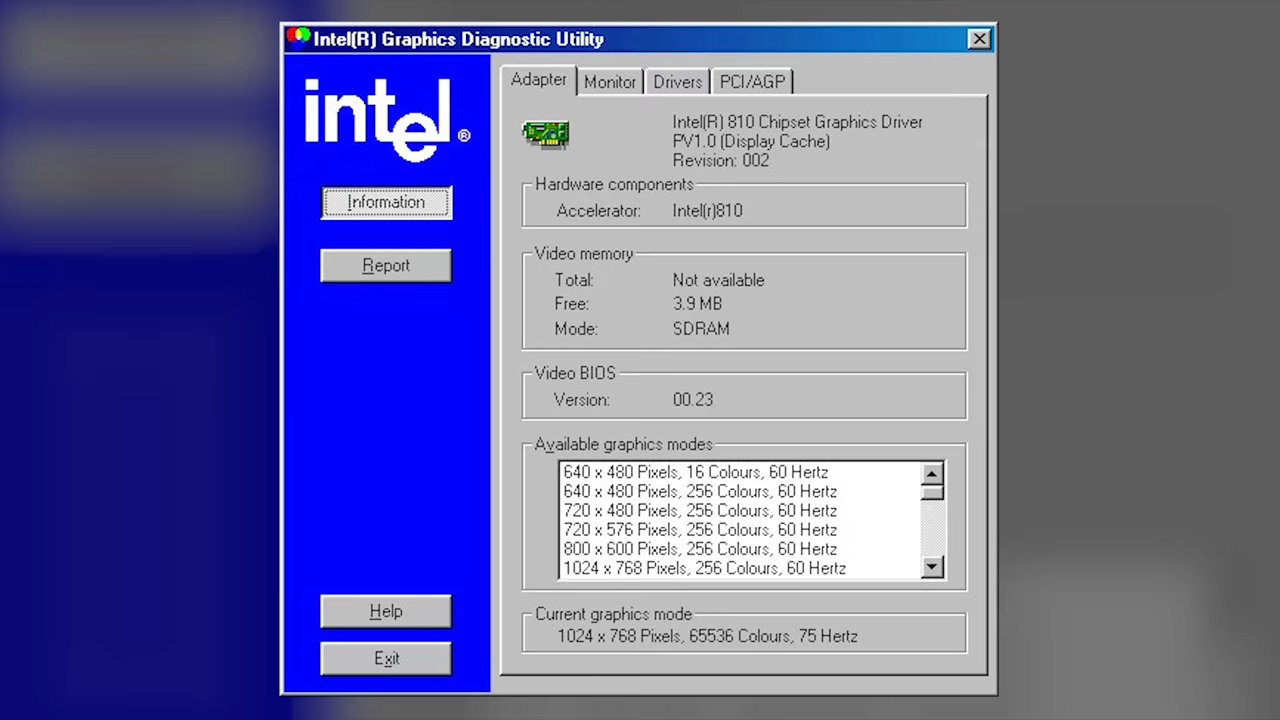 Intel(R) Graphics Diagnostic Utility
intel®
Information
Report
Help
Exit
Adapter Monitor Drivers PCI/AGP
Intel(R) 810 Chipset Graphics Driver
PV1.0 (Display Cache)
Revision: 002
Hardware components
Accelerator: Intel(r)810
Video memory
Total: Not available
Free: 3.9 MB
Mode: SDRAM
Video BIOS
Version: 00.23
Available graphics modes
640 x 480 Pixels, 16 Colours, 60 Hertz
640 x 480 Pixels, 256 Colours, 60 Hertz
720 x 480 Pixels, 256 Colours, 60 Hertz
720 x 576 Pixels, 256 Colours, 60 Hertz
800 x 600 Pixels, 256 Colours, 60 Hertz
1024 x 768 Pixels, 256 Colours, 60 Hertz
Current graphics mode
1024 x 768 Pixels, 65536 Colours, 75 Hertz